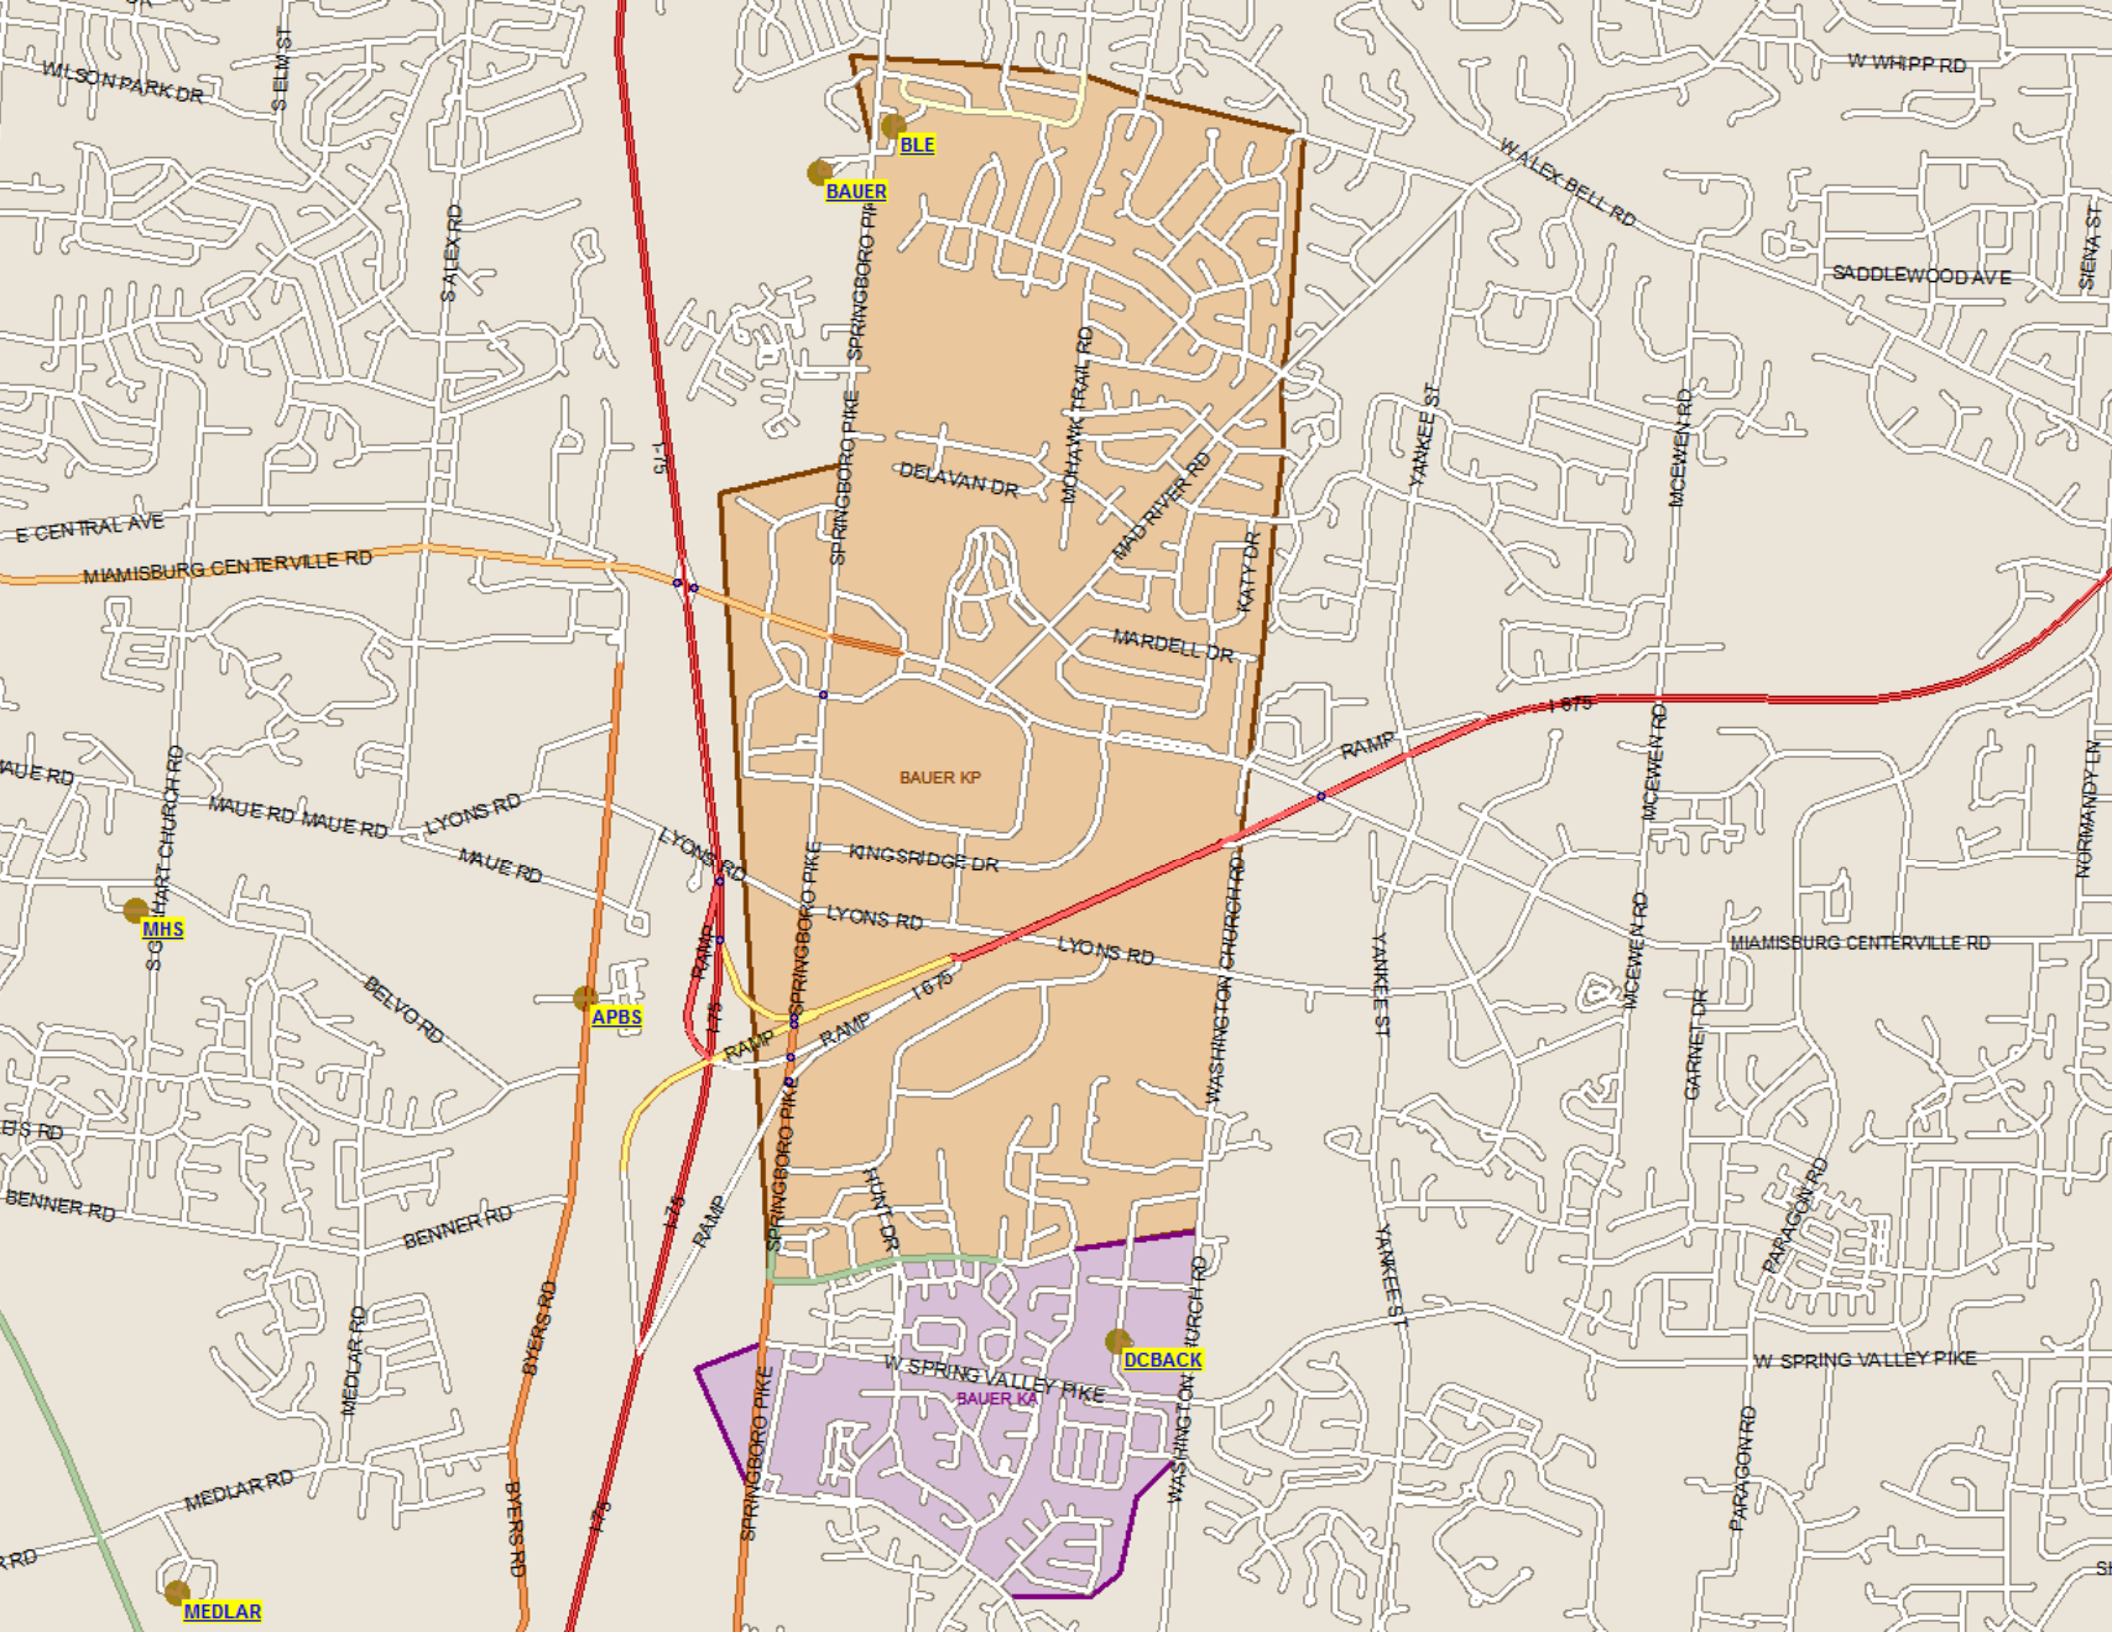 WILSON PARK DR
S ELM ST
W WHIPP RD
BLE
W ALEX BELL RD
BAUER
S ALEX RD
SPRINGBORO PIKE
SADDLEWOOD AVE
SIENA ST
MOHAWK TRAIL RD
YANKEE ST
MCEWEN RD
I-75
SPRINGBORO PIKE
DELAVAN DR
MAD RIVER RD
E CENTRAL AVE
MIAMISBURG CENTERVILLE RD
KATY DR
MARDELL DR
I 675
RAMP
MCEWEN RD
NORMANDY LN
MAUE RD
BAUER KP
MAUE RD
MAUE RD
LYONS RD
MAUE RD
LYONS RD
KINGSRIDGE DR
SPRINGBORO PIKE
LYONS RD
LYONS RD
WASHINGTON CHURCH RD
MHS
MIAMISBURG CENTERVILLE RD
MCEWEN RD
YANKEE ST
RAMP
I 675
I-75
BELVO RD
APBS
RAMP
RAMP
GARNET DR
SPRINGBORO PIKE
BENNER RD
BENNER RD
I-75
RAMP
HUNT DR
PARAGON RD
YANKEE ST
BYERS RD
MEDLAR RD
CHURCH RD
DCBACK
W SPRING VALLEY PIKE
W SPRING VALLEY PIKE
BAUER KA
SPRINGBORO PIKE
WASHINGTON
PARAGON RD
MEDLAR RD
BYERS RD
I-75
MEDLAR